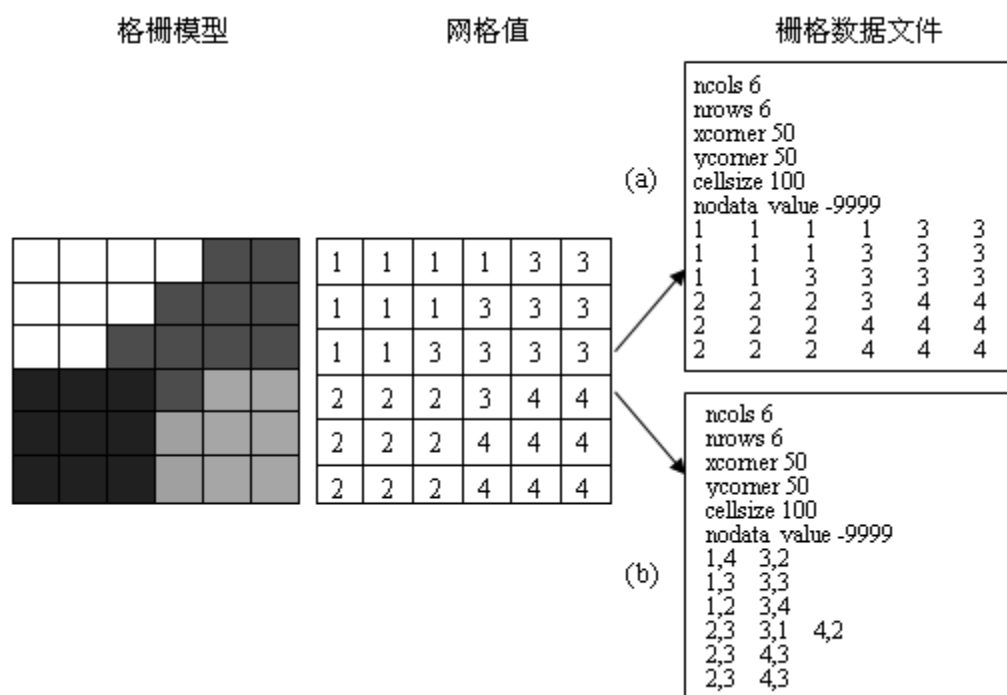 格栅模型 网格值 栅格数据文件
(a)
ncols 6
nrows 6
xcorner 50
ycorner 50
cellsize 100
nodata value -9999
1 1 1 1 3 3
1 1 1 3 3 3
1 1 3 3 3 3
2 2 2 3 4 4
2 2 2 4 4 4
2 2 2 4 4 4
1 1 1 1 3 3
1 1 1 3 3 3
1 1 3 3 3 3
2 2 2 3 4 4
2 2 2 4 4 4
2 2 2 4 4 4
(b)
ncols 6
nrows 6
xcorner 50
ycorner 50
cellsize 100
nodata value -9999
1,4 3,2
1,3 3,3
1,2 3,4
2,3 3,1 4,2
2,3 4,3
2,3 4,3